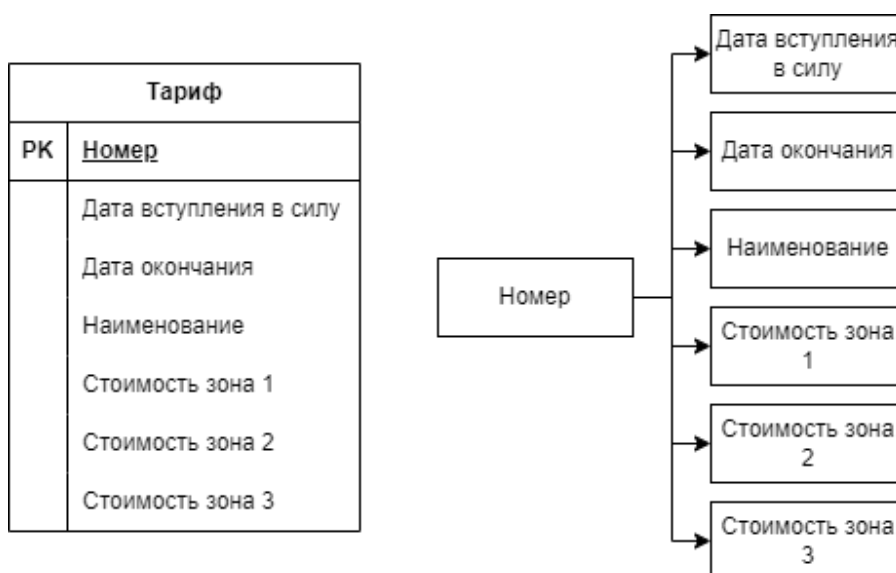 Тариф
PK Номер
Дата вступления в силу
Дата окончания
Наименование
Стоимость зона 1
Стоимость зона 2
Стоимость зона 3
Номер
Дата вступления
в силу
Дата окончания
Наименование
Стоимость зона
1
Стоимость зона
2
Стоимость зона
3